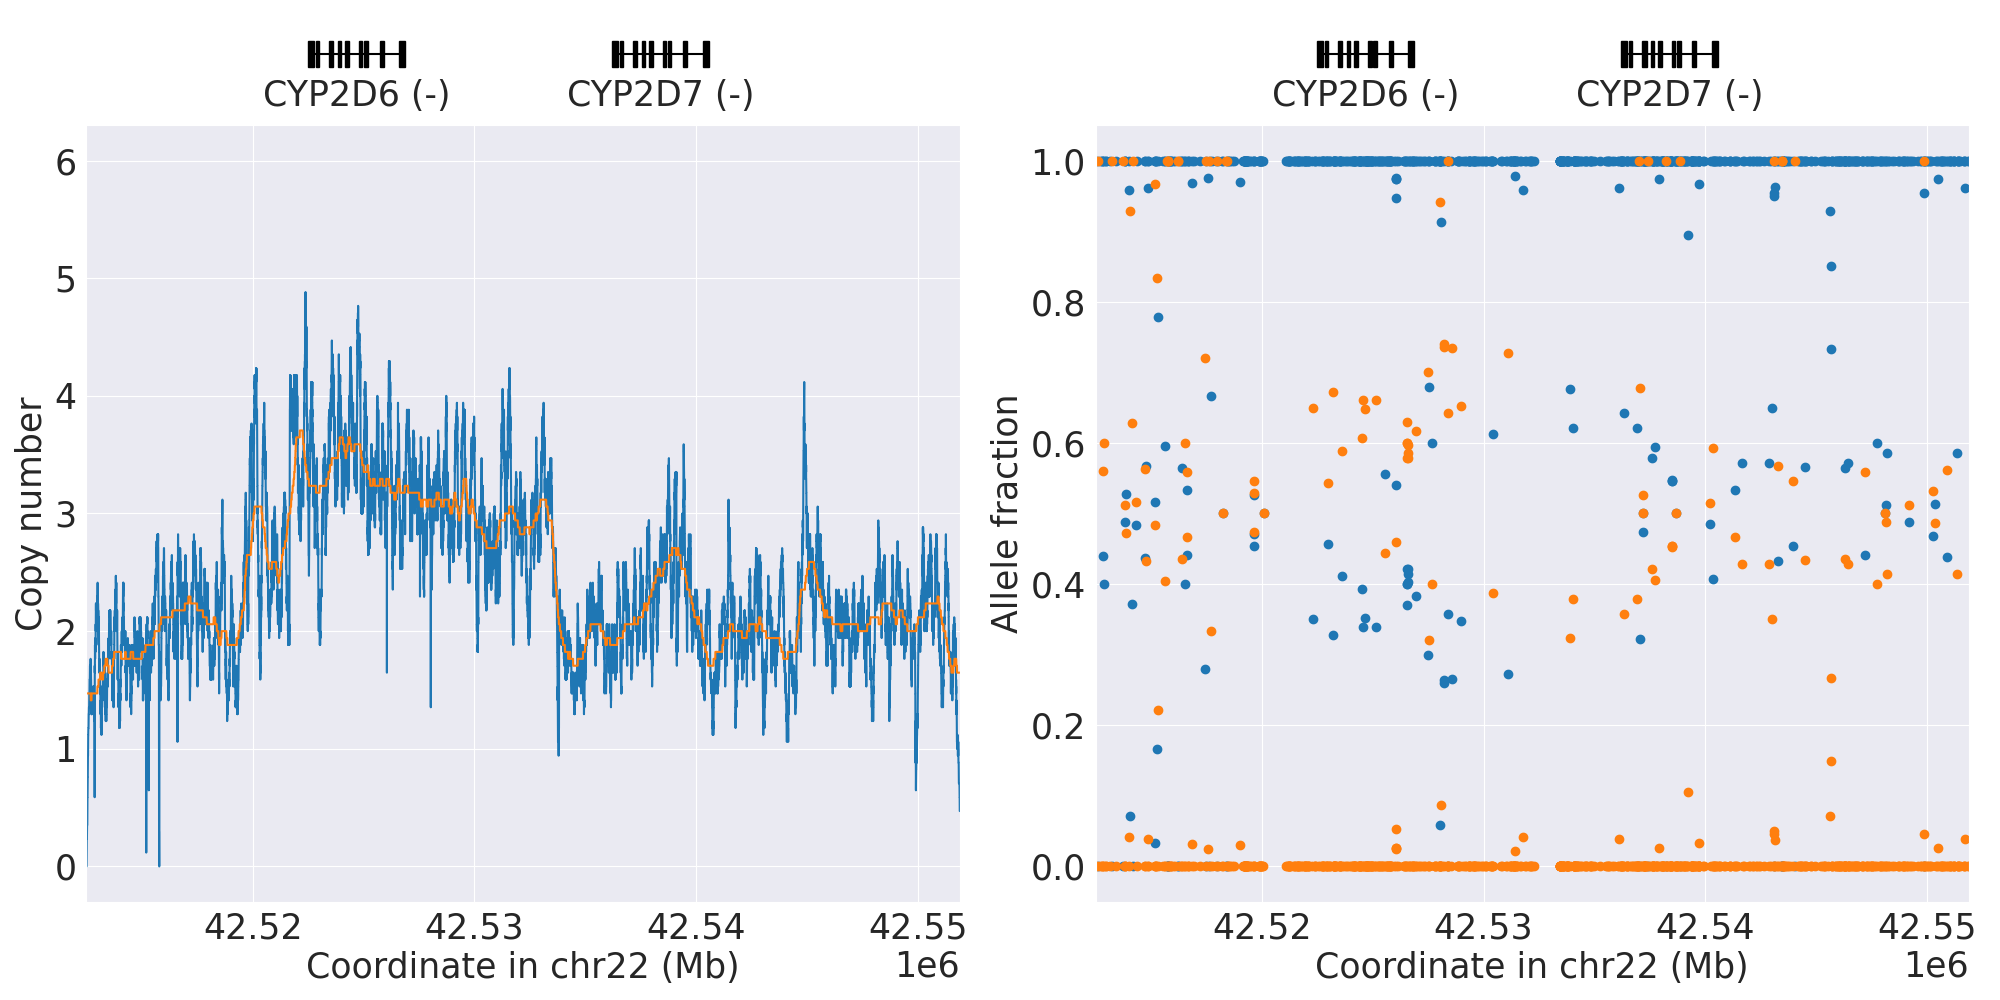 CYP2D6 (-)
CYP2D7 (-)
6
5
4
3
2
1
0
Copy number
42.52
42.53
42.54
42.55
Coordinate in chr22 (Mb)
1e6
CYP2D6 (-)
CYP2D7 (-)
1.0
0.8
0.6
0.4
0.2
0.0
Allele fraction
42.52
42.53
42.54
42.55
Coordinate in chr22 (Mb)
1e6